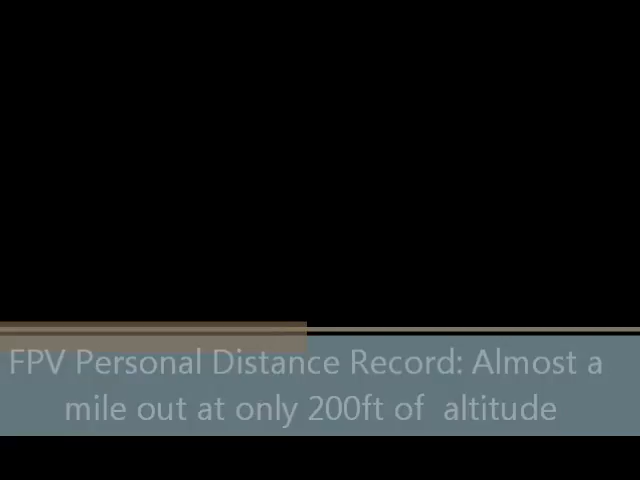 FPV Personal Distance Record: Almost a
mile out at only 200ft of  altitude